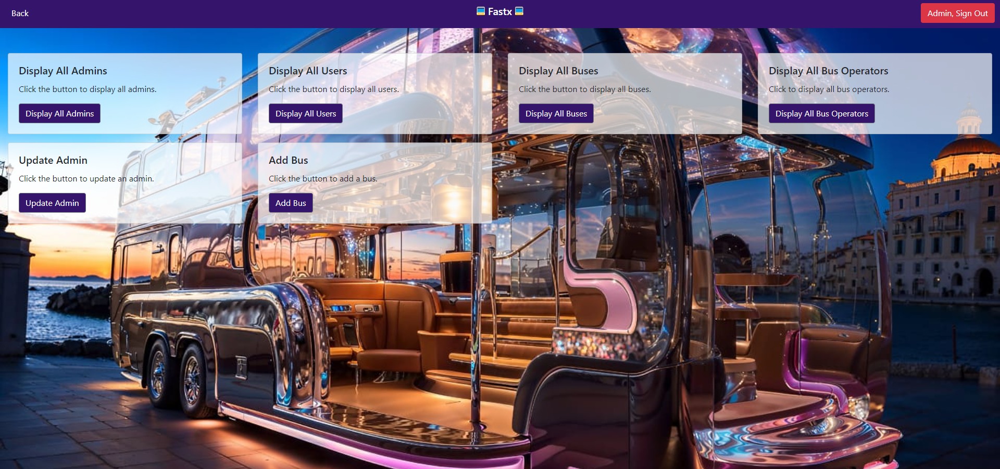 Back
Fastx
Admin, Sign Out
Display All Admins
Click the button to display all admins.
Display All Admins
Display All Users
Click the button to display all users.
Display All Users
Display All Buses
Click the button to display all buses.
Display All Buses
Display All Bus Operators
Click to display all bus operators.
Display All Bus Operators
Update Admin
Click the button to update an admin.
Update Admin
Add Bus
Click the button to add a bus.
Add Bus